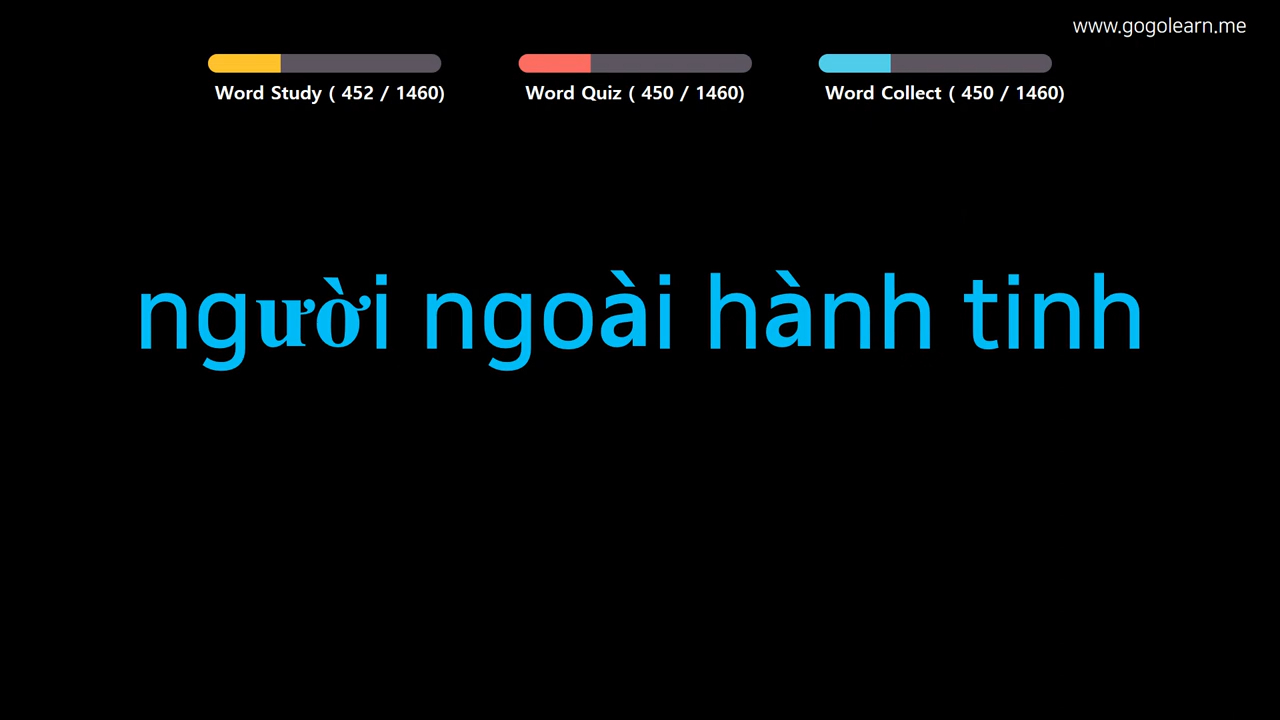 www.gogolearn.me
Word Study ( 452 / 1460)
Word Quiz ( 450 / 1460)
Word Collect ( 450 / 1460)
người ngoài hành tinh